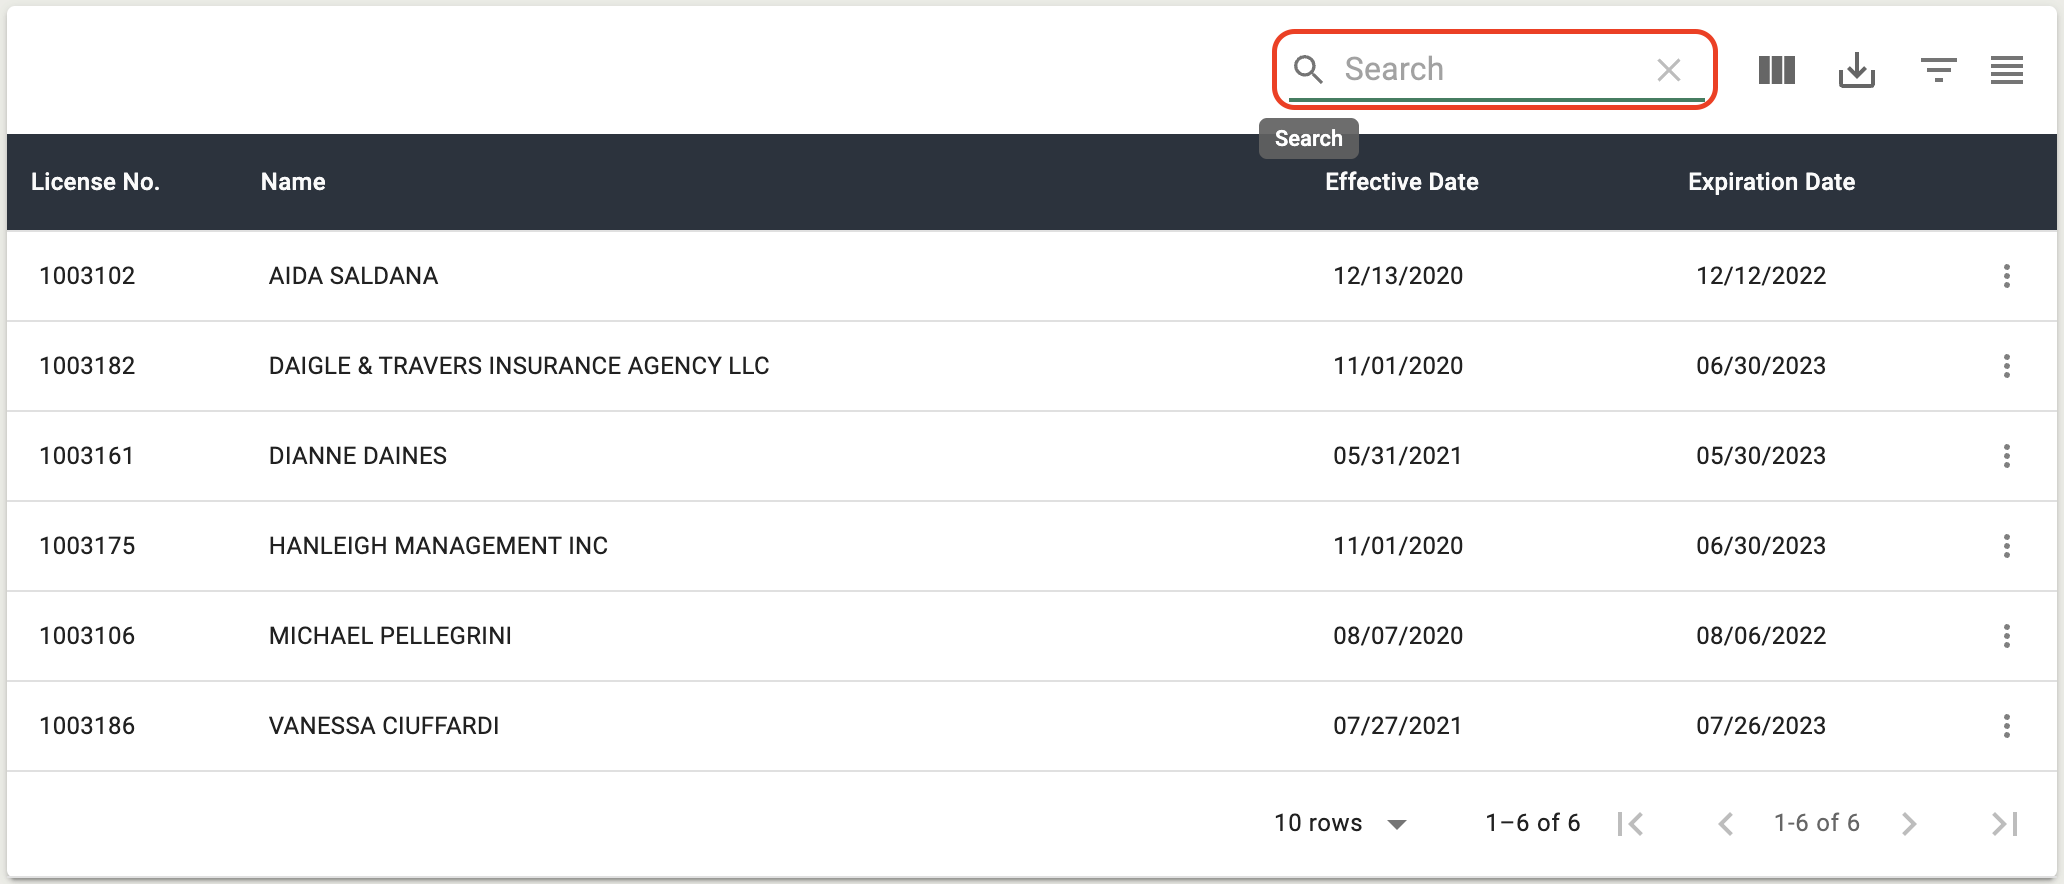 Search
Search
License No. Name Effective Date Expiration Date
1003102 AIDA SALDANA 12/13/2020 12/12/2022
1003182 DAIGLE & TRAVERS INSURANCE AGENCY LLC 11/01/2020 06/30/2023
1003161 DIANNE DAINES 05/31/2021 05/30/2023
1003175 HANLEIGH MANAGEMENT INC 11/01/2020 06/30/2023
1003106 MICHAEL PELLEGRINI 08/07/2020 08/06/2022
1003186 VANESSA CIUFFARDI 07/27/2021 07/26/2023
10 rows 1–6 of 6 1-6 of 6